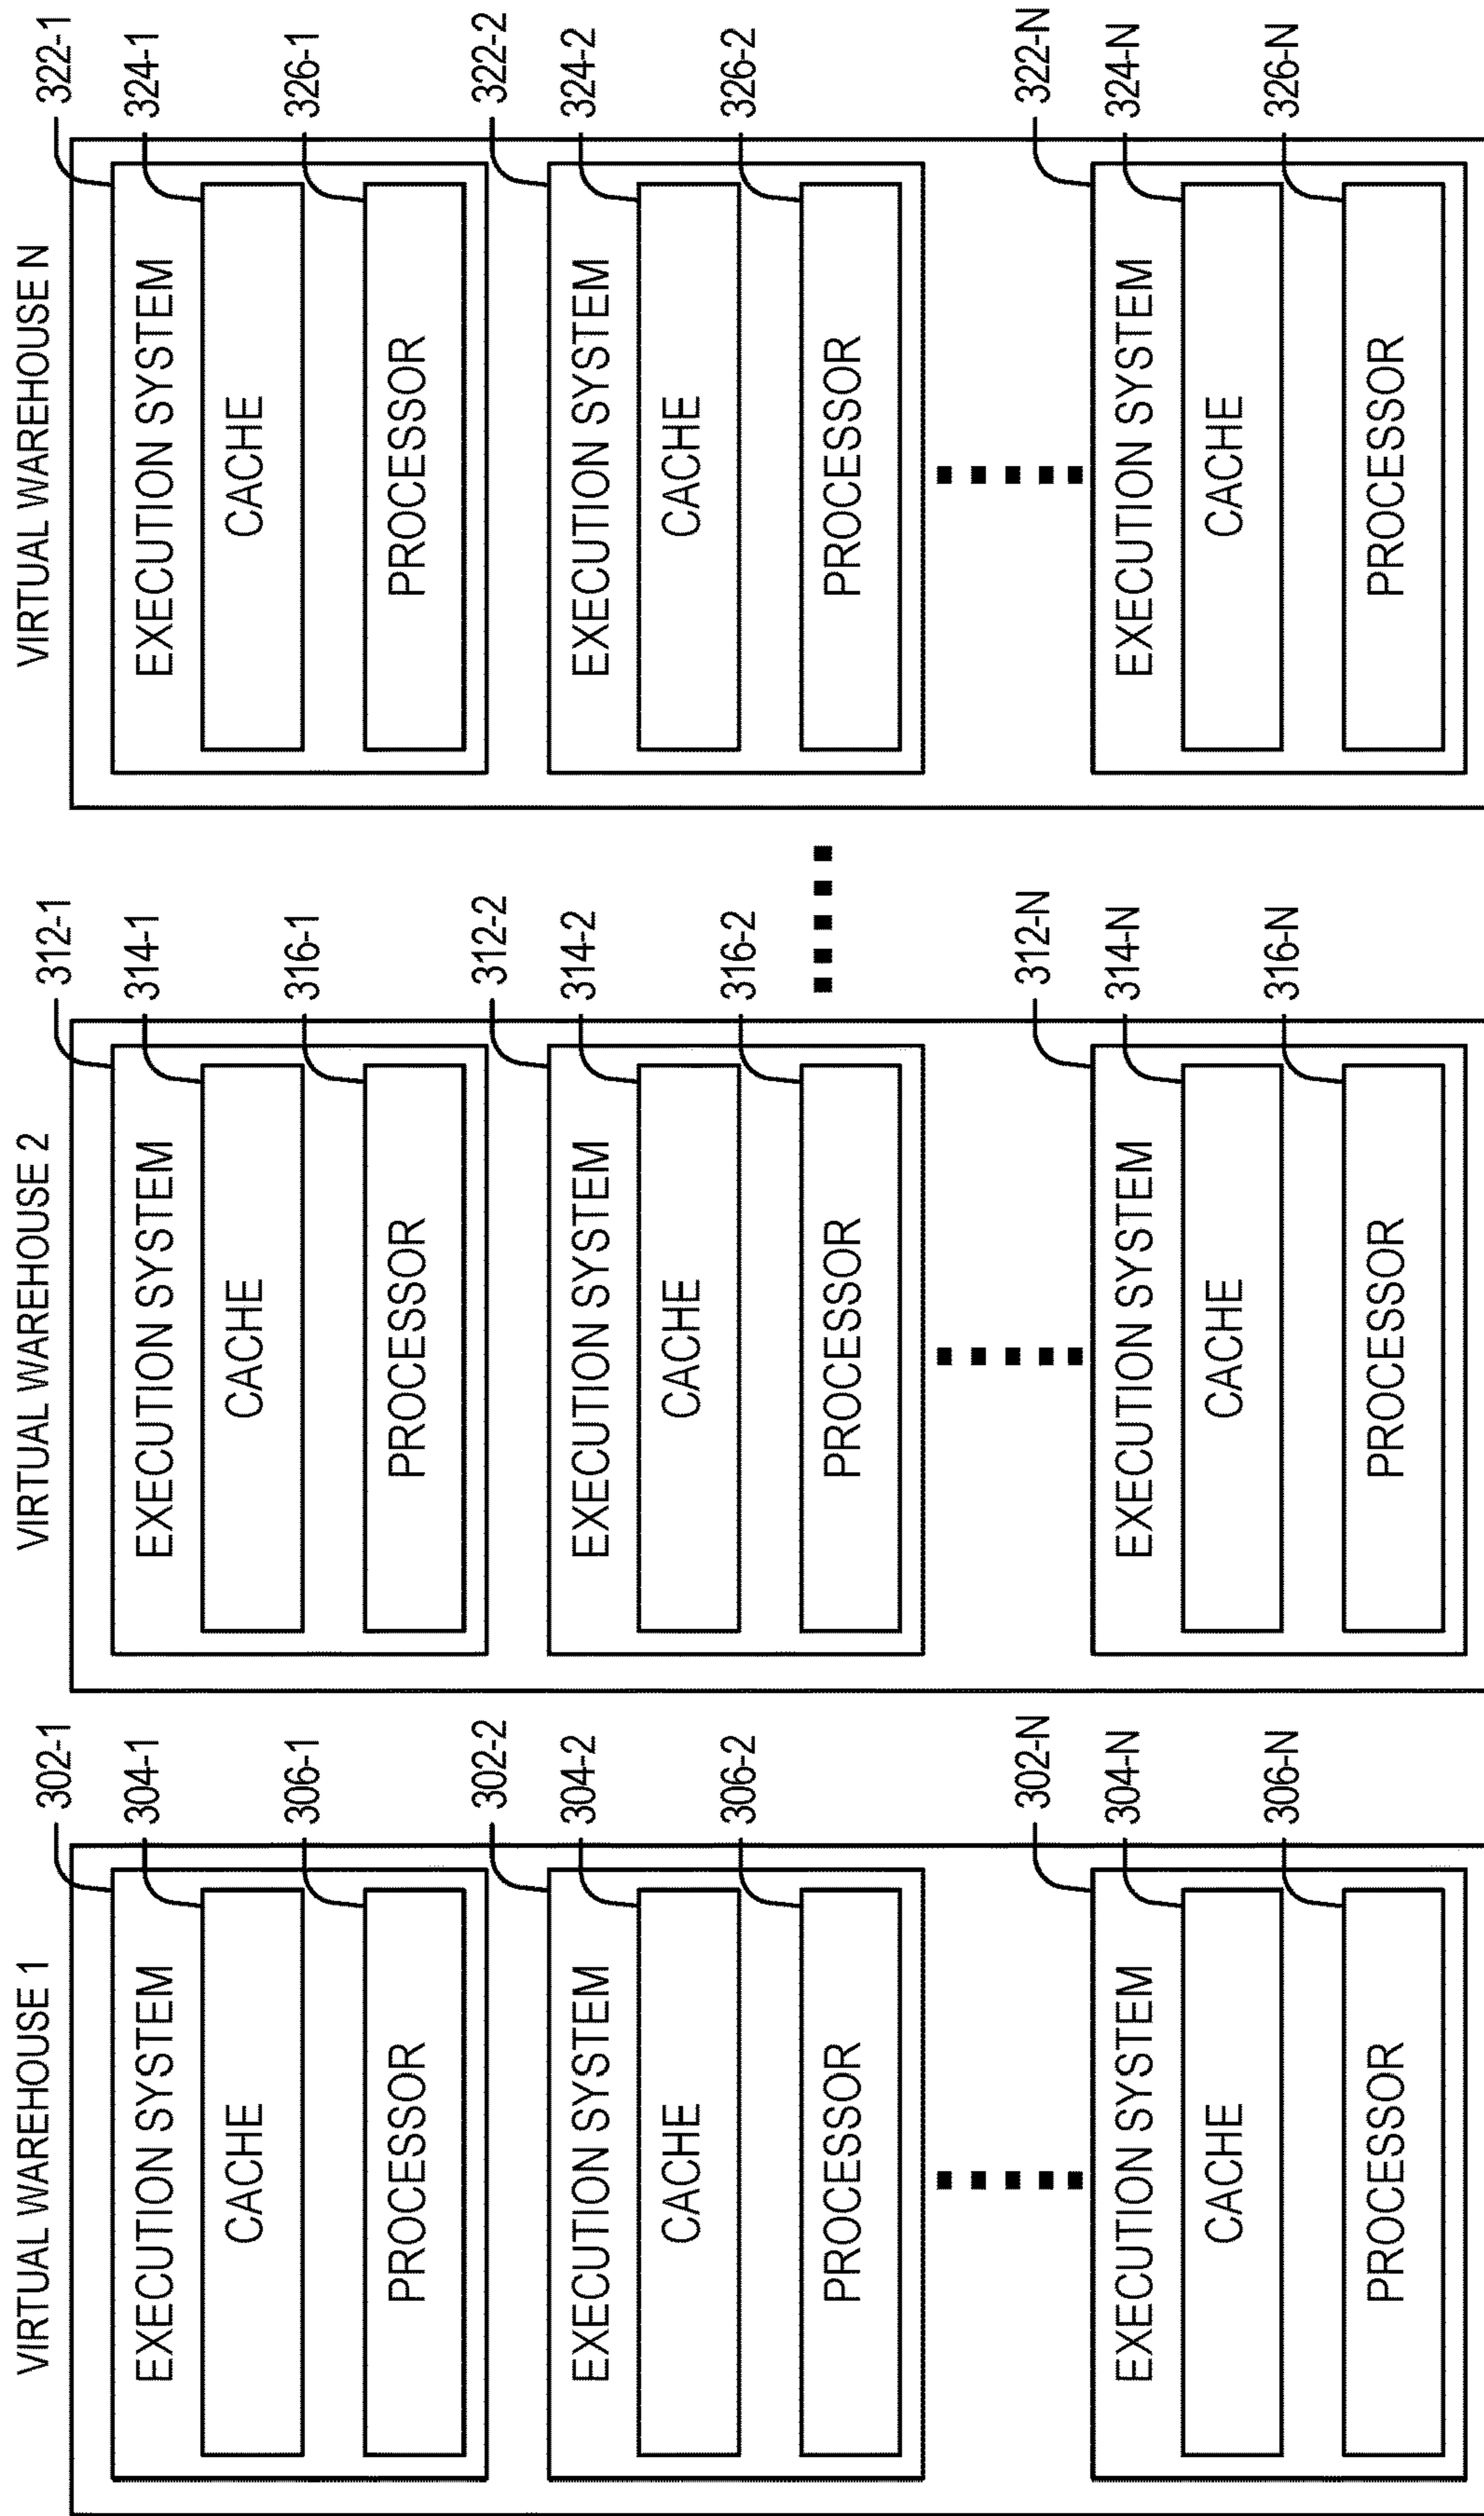 VIRTUAL WAREHOUSE 1
302-1
EXECUTION SYSTEM
304-1
CACHE
306-1
PROCESSOR
302-2
EXECUTION SYSTEM
304-2
CACHE
306-2
PROCESSOR
302-N
EXECUTION SYSTEM
304-N
CACHE
306-N
PROCESSOR
VIRTUAL WAREHOUSE 2
312-1
EXECUTION SYSTEM
314-1
CACHE
316-1
PROCESSOR
312-2
EXECUTION SYSTEM
314-2
CACHE
316-2
PROCESSOR
312-N
EXECUTION SYSTEM
314-N
CACHE
316-N
PROCESSOR
VIRTUAL WAREHOUSE N
322-1
EXECUTION SYSTEM
324-1
CACHE
326-1
PROCESSOR
322-2
EXECUTION SYSTEM
324-2
CACHE
326-2
PROCESSOR
322-N
EXECUTION SYSTEM
324-N
CACHE
326-N
PROCESSOR